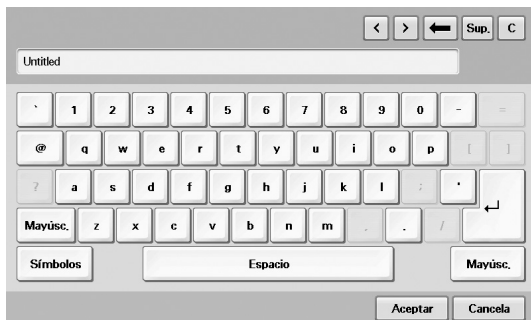 < > ← Sup. C
Untitled
` 1 2 3 4 5 6 7 8 9 0 - =
@ q w e r t y u i o p [ ]
? a s d f g h j k l ; '
Mayúsc. z x c v b n m , . /
Símbolos Espacio Mayúsc.
Aceptar Cancela